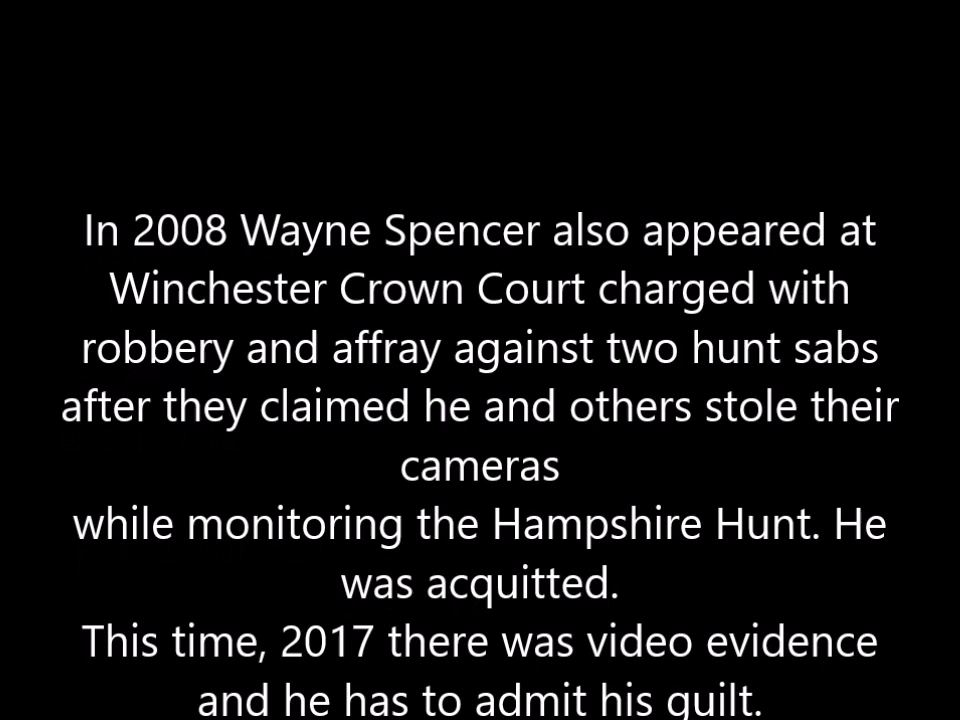 In 2008 Wayne Spencer also appeared at
Winchester Crown Court charged with
robbery and affray against two hunt sabs
after they claimed he and others stole their
cameras
while monitoring the Hampshire Hunt. He
was acquitted.
This time, 2017 there was video evidence
and he has to admit his guilt.